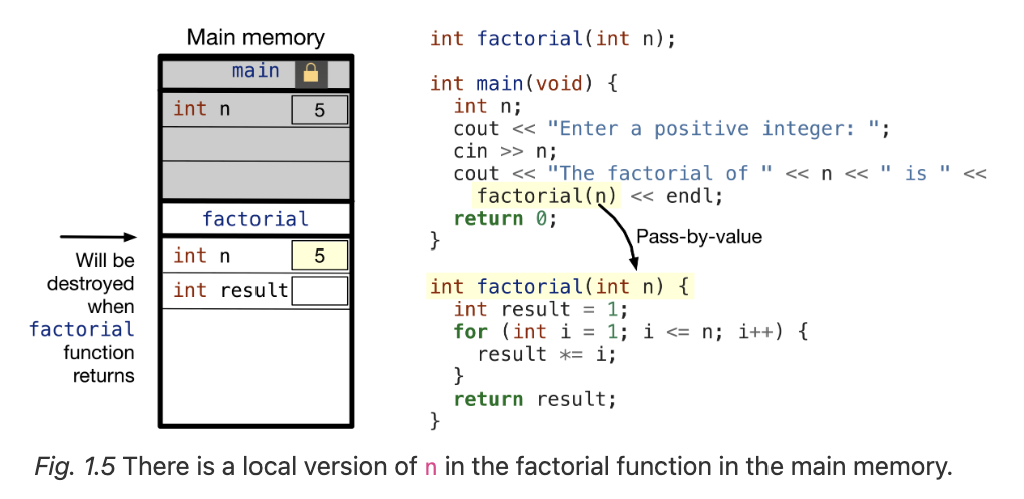 Main memory
main
int n 5
factorial
int n 5
int result
Will be
destroyed
when
factorial
function
returns
int factorial(int n);
int main(void) {
int n;
cout << "Enter a positive integer: ";
cin >> n;
cout << "The factorial of " << n << " is " <<
factorial(n) << endl;
return 0;
}
Pass-by-value
int factorial(int n) {
int result = 1;
for (int i = 1; i <= n; i++) {
result *= i;
}
return result;
}
Fig. 1.5 There is a local version of n in the factorial function in the main memory.